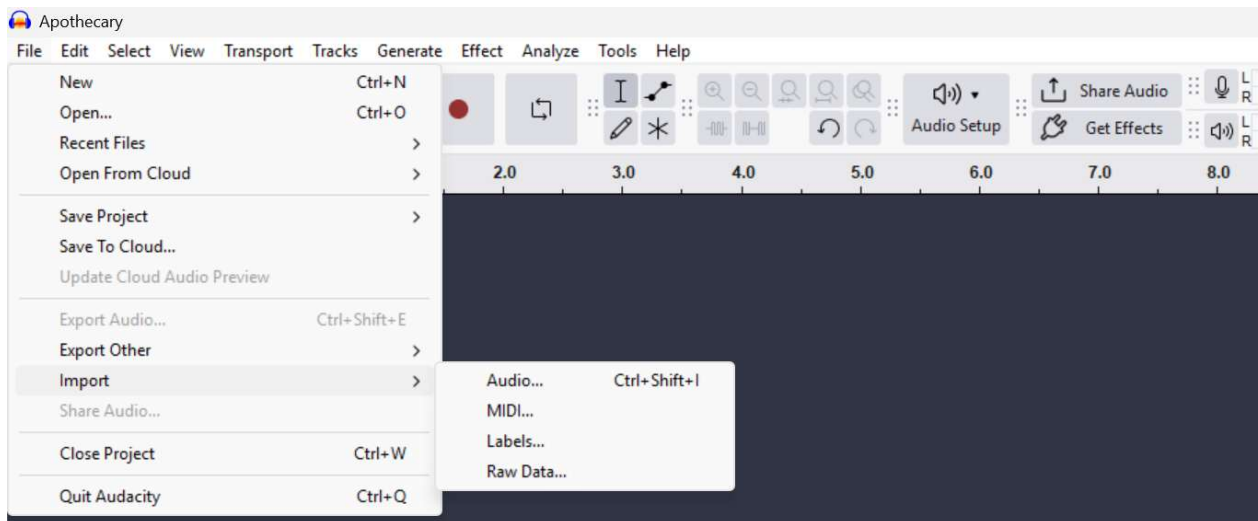 Apothecary
File Edit Select View Transport Tracks Generate Effect Analyze Tools Help
New Ctrl+N
Open... Ctrl+O
Recent Files
Open From Cloud
Save Project
Save To Cloud...
Update Cloud Audio Preview
Export Audio... Ctrl+Shift+E
Export Other
Import
Share Audio...
Close Project Ctrl+W
Quit Audacity Ctrl+Q
Audio... Ctrl+Shift+I
MIDI...
Labels...
Raw Data...
Audio Setup
Share Audio
Get Effects
L
R
L
R
2.0 3.0 4.0 5.0 6.0 7.0 8.0